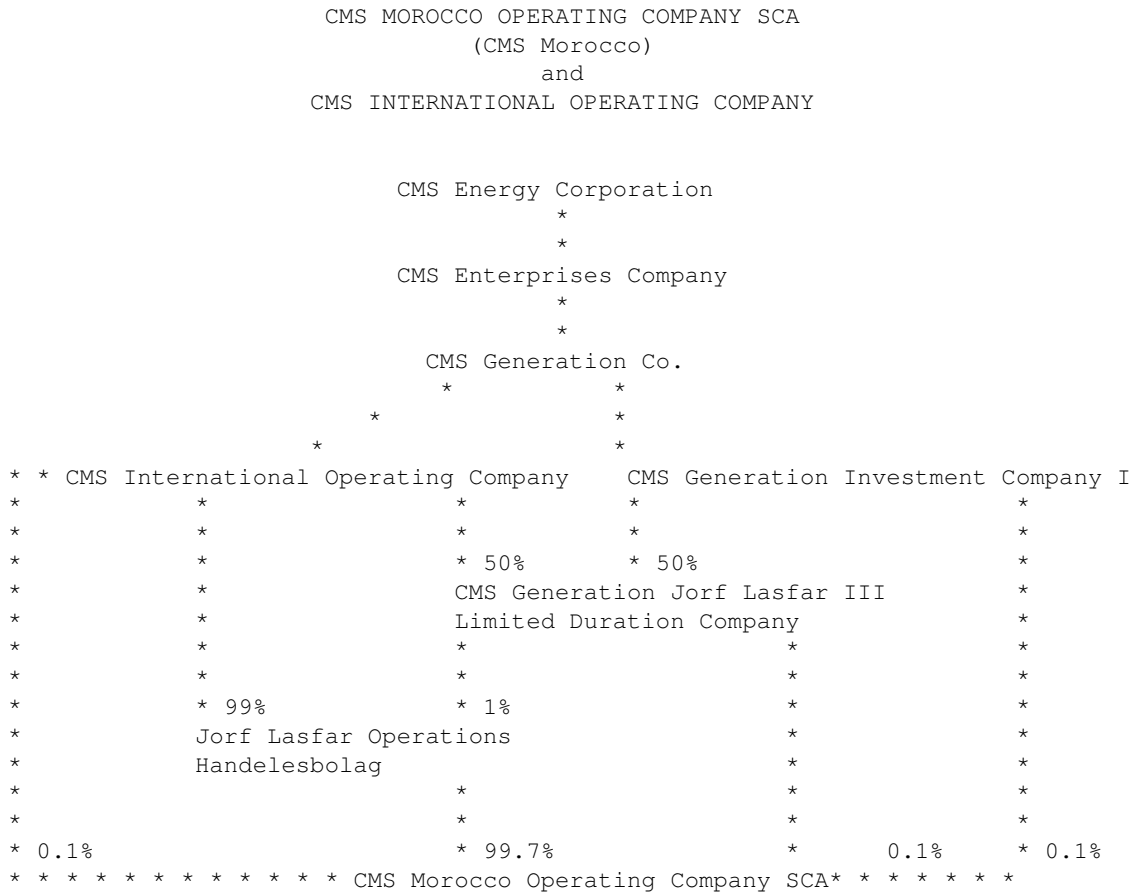 CMS MOROCCO OPERATING COMPANY SCA
(CMS Morocco)
and
CMS INTERNATIONAL OPERATING COMPANY
CMS Energy Corporation
*
*
CMS Enterprises Company
*
*
CMS Generation Co.
* *
* *
* *
* * CMS International Operating Company CMS Generation Investment Company I
* * * * *
* * * * *
* * * 50% * 50% *
* * CMS Generation Jorf Lasfar III *
* * Limited Duration Company *
* * * * *
* * * * *
* * 99% * 1% * *
* Jorf Lasfar Operations * *
* Handelesbolag * *
* * * *
* * * *
* 0.1% * 99.7% * 0.1% * 0.1%
* * * * * * * * * * * * CMS Morocco Operating Company SCA* * * * * * *